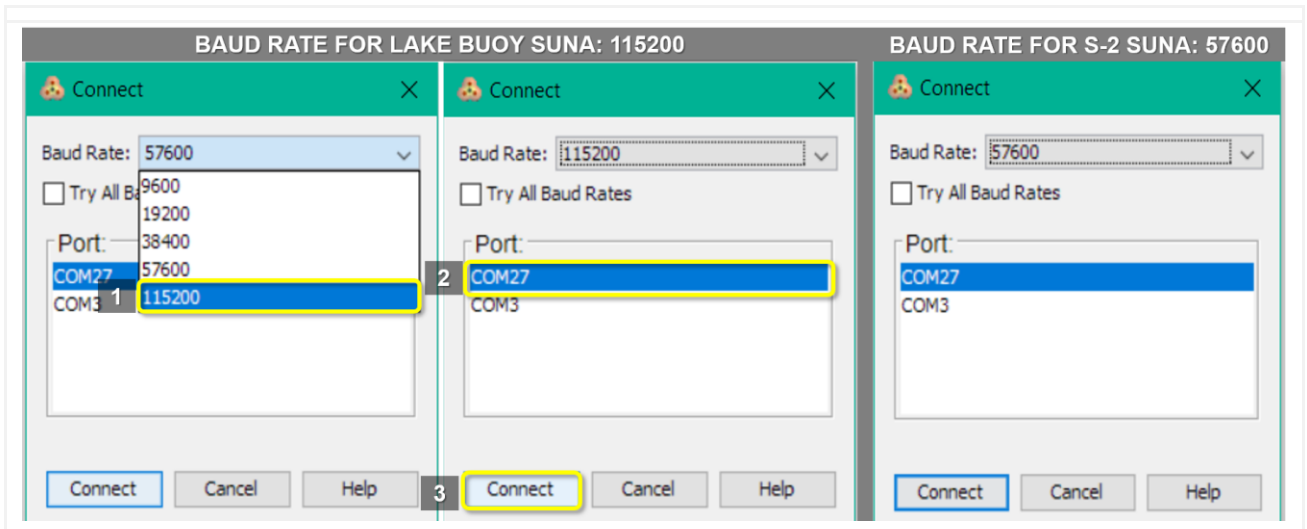 BAUD RATE FOR LAKE BUOY SUNA: 115200
Connect
Baud Rate: 57600
Try All Ba
9600
19200
38400
57600
115200
Port:
COM27
COM3
1
Connect Cancel Help
Connect
Baud Rate: 115200
Try All Baud Rates
Port:
2 COM27
COM3
3 Connect Cancel Help
BAUD RATE FOR S-2 SUNA: 57600
Connect
Baud Rate: 57600
Try All Baud Rates
Port:
COM27
COM3
Connect Cancel Help